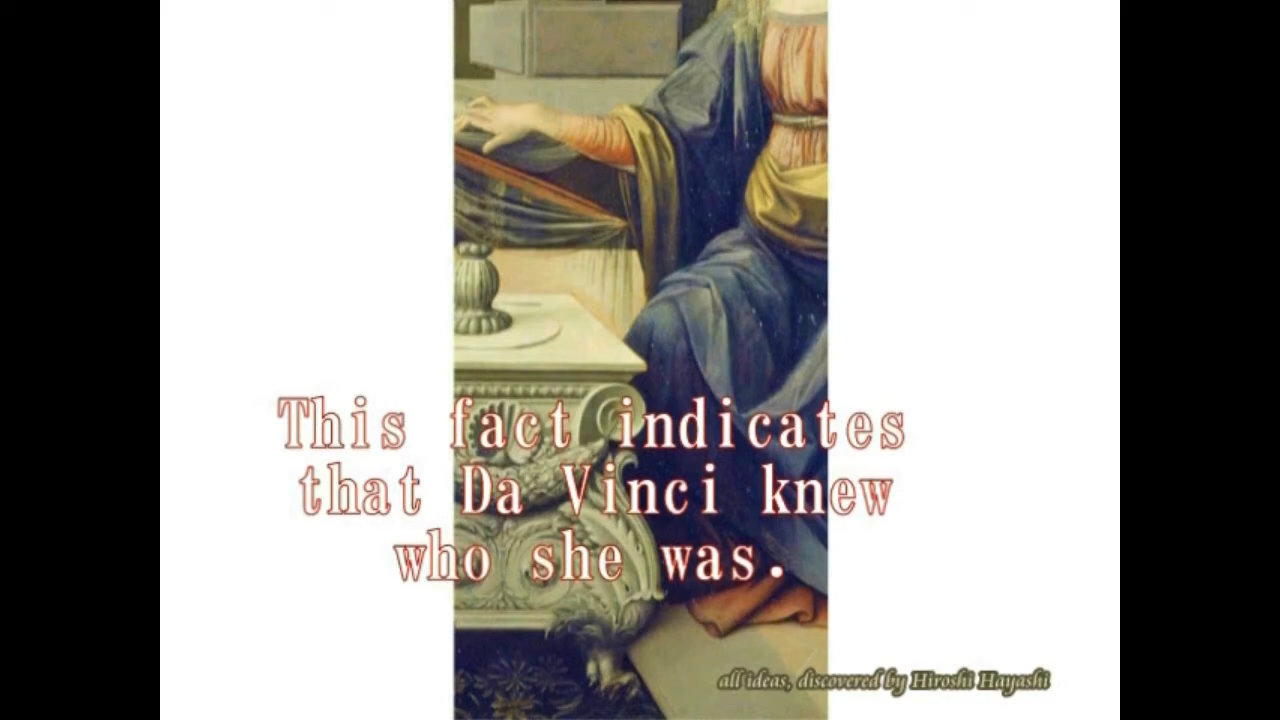 This fact indicates
that Da Vinci knew
who she was.
all ideas, discovered by Hiroshi Hayashi